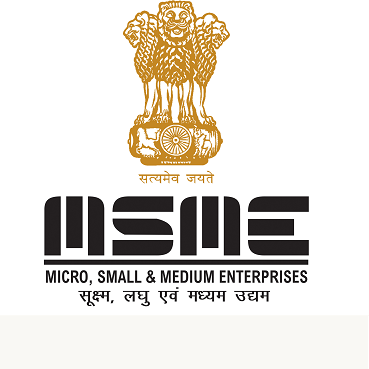 सत्यमेव जयते
MSME
MICRO, SMALL & MEDIUM ENTERPRISES
सूक्ष्म, लघु एवं मध्यम उद्यम